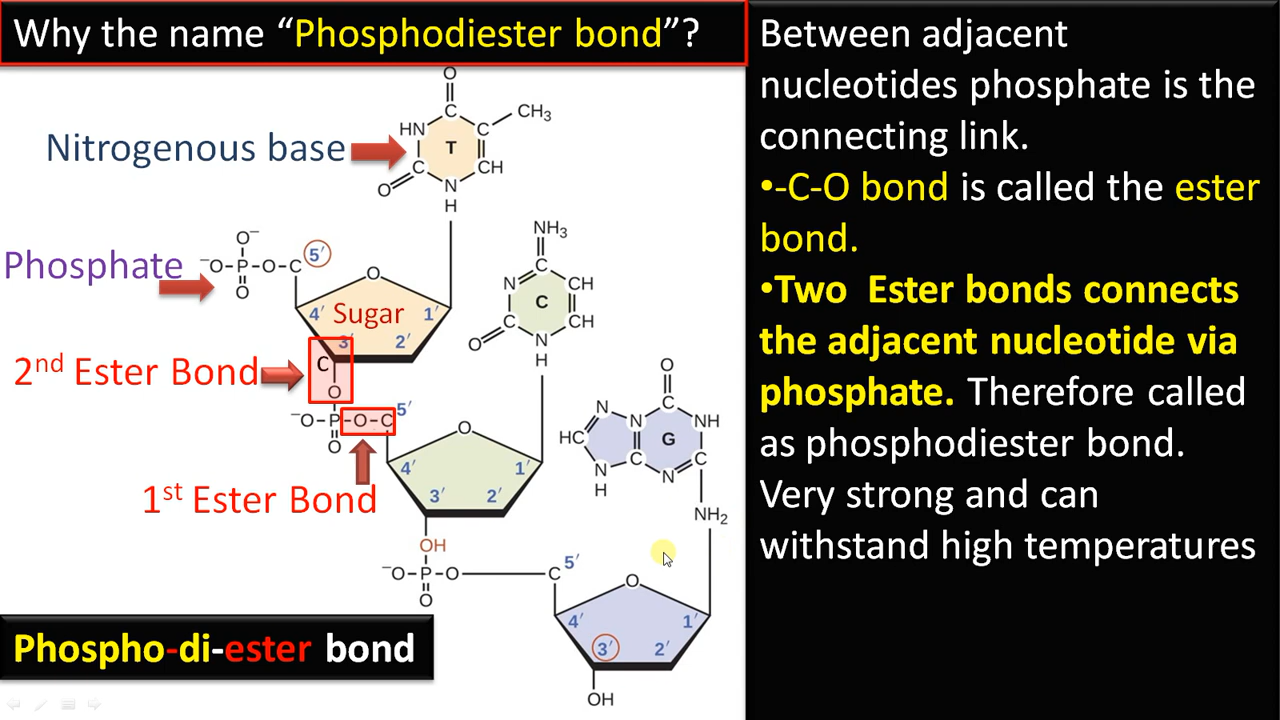 Why the name “Phosphodiester bond”?
Nitrogenous base
O
CH₃
HN
C
C
T
C
CH
O
N
H
Phosphate
O⁻
⁻O-P-O-C
O
5′
O
Sugar
4′
1′
3′
2′
NH₃
N
C
CH
C
C
CH
O
N
H
2nd Ester Bond
C
O
⁻O-P-O-C
O
5′
1st Ester Bond
O
4′
1′
3′
2′
O
N
N
C
NH
HC
G
N
C
N
C
H
NH₂
OH
⁻O-P-O
C
5′
O
O
4′
1′
3′
2′
OH
Phospho-di-ester bond
Between adjacent
nucleotides phosphate is the
connecting link.
•-C-O bond is called the ester
bond.
•Two Ester bonds connects
the adjacent nucleotide via
phosphate. Therefore called
as phosphodiester bond.
Very strong and can
withstand high temperatures